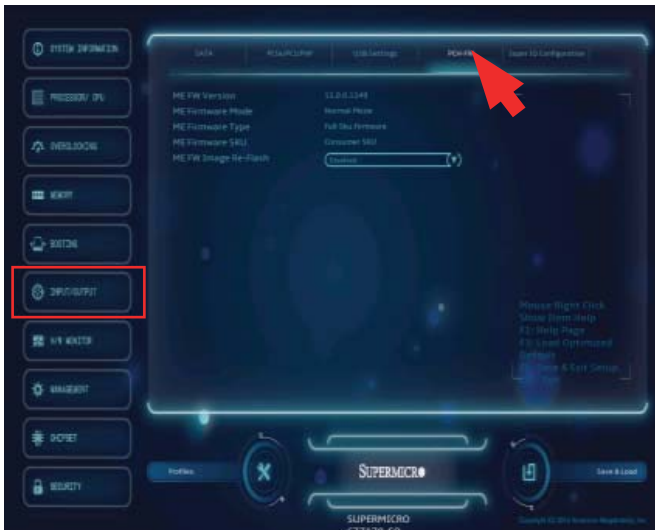 SYSTEM INFORMATION
PROCESSOR/ CPU
OVERCLOCKING
MEMORY
BOOTING
INPUT/OUTPUT
H/W MONITOR
MANAGEMENT
CHIPSET
SECURITY
SATA
USB Settings
PCH-FW
Super IO Configuration
ME FW Version
ME Firmware Mode
Normal Mode
ME Firmware Type
Full Sku Firmware
ME Firmware SKU
Consumer SKU
ME FW Image Re-Flash
Mouse Right Click
Show Item Help
F1: Help Page
F3: Load Optimized
Default
Save & Exit Setup
Profiles
SUPERMICRO
Save & Load
SUPERMICRO